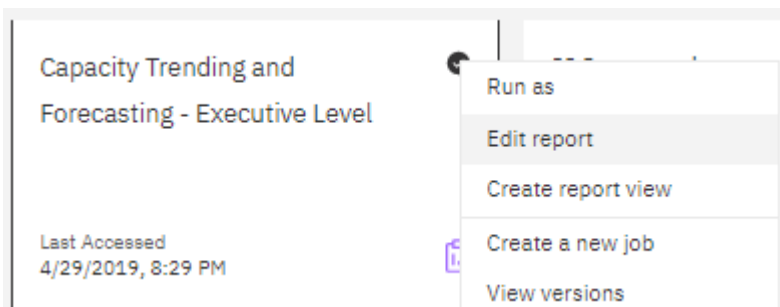 Capacity Trending and
Forecasting - Executive Level
Last Accessed
4/29/2019, 8:29 PM
Run as
Edit report
Create report view
Create a new job
View versions